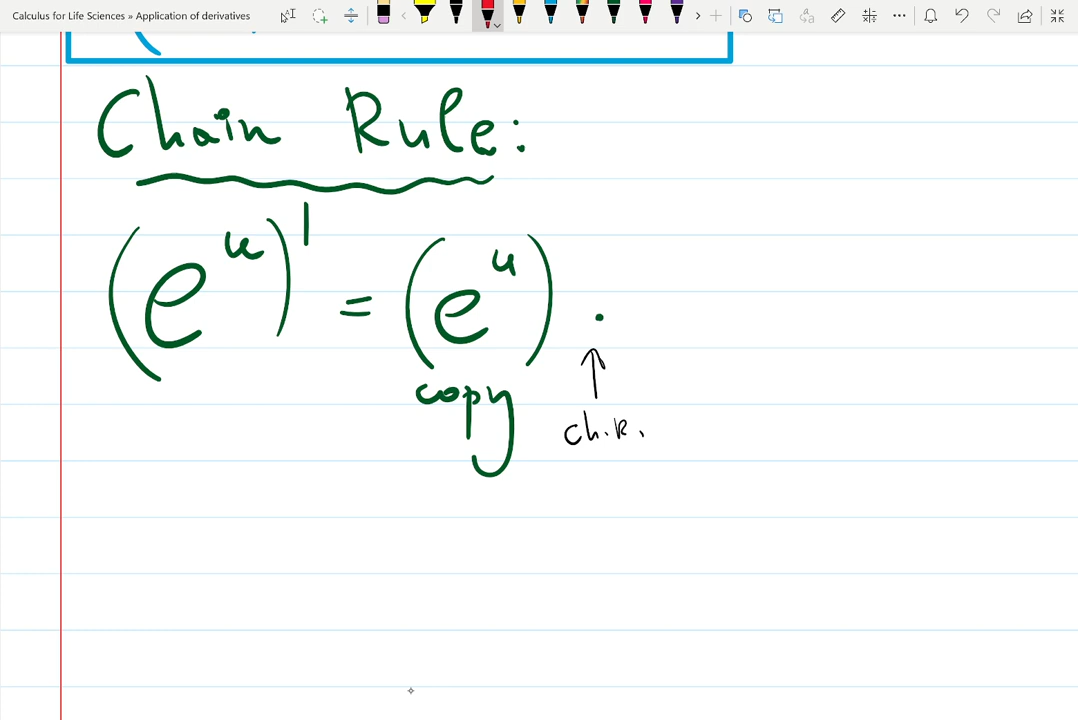 Calculus for Life Sciences » Application of derivatives
Chain Rule:
(e^u)' = (e^u) ·
copy
ch.R.